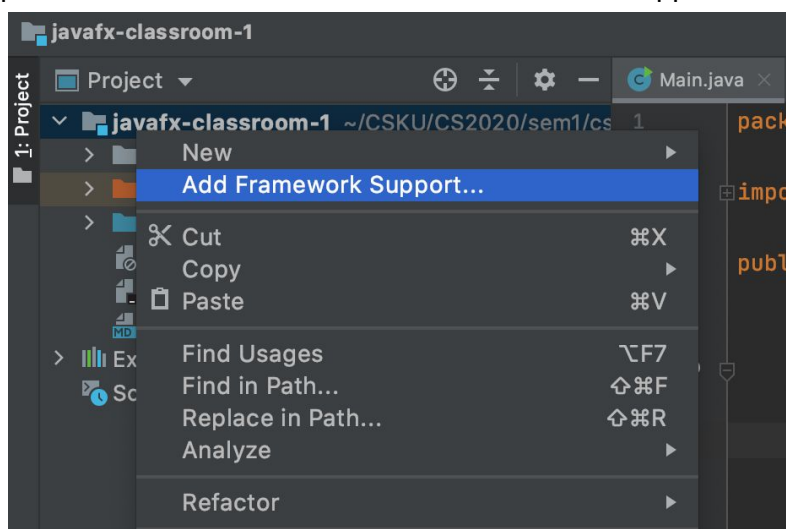 javafx-classroom-1
1: Project
Project
Main.java
javafx-classroom-1 ~/CSKU/CS2020/sem1/cs
1 pack
New
Add Framework Support...
impo
Cut ⌘X
publ
Copy
Paste ⌘V
MD
Find Usages ⌥F7
Ex
Find in Path... ⇧⌘F
Sc
Replace in Path... ⇧⌘R
Analyze
Refactor